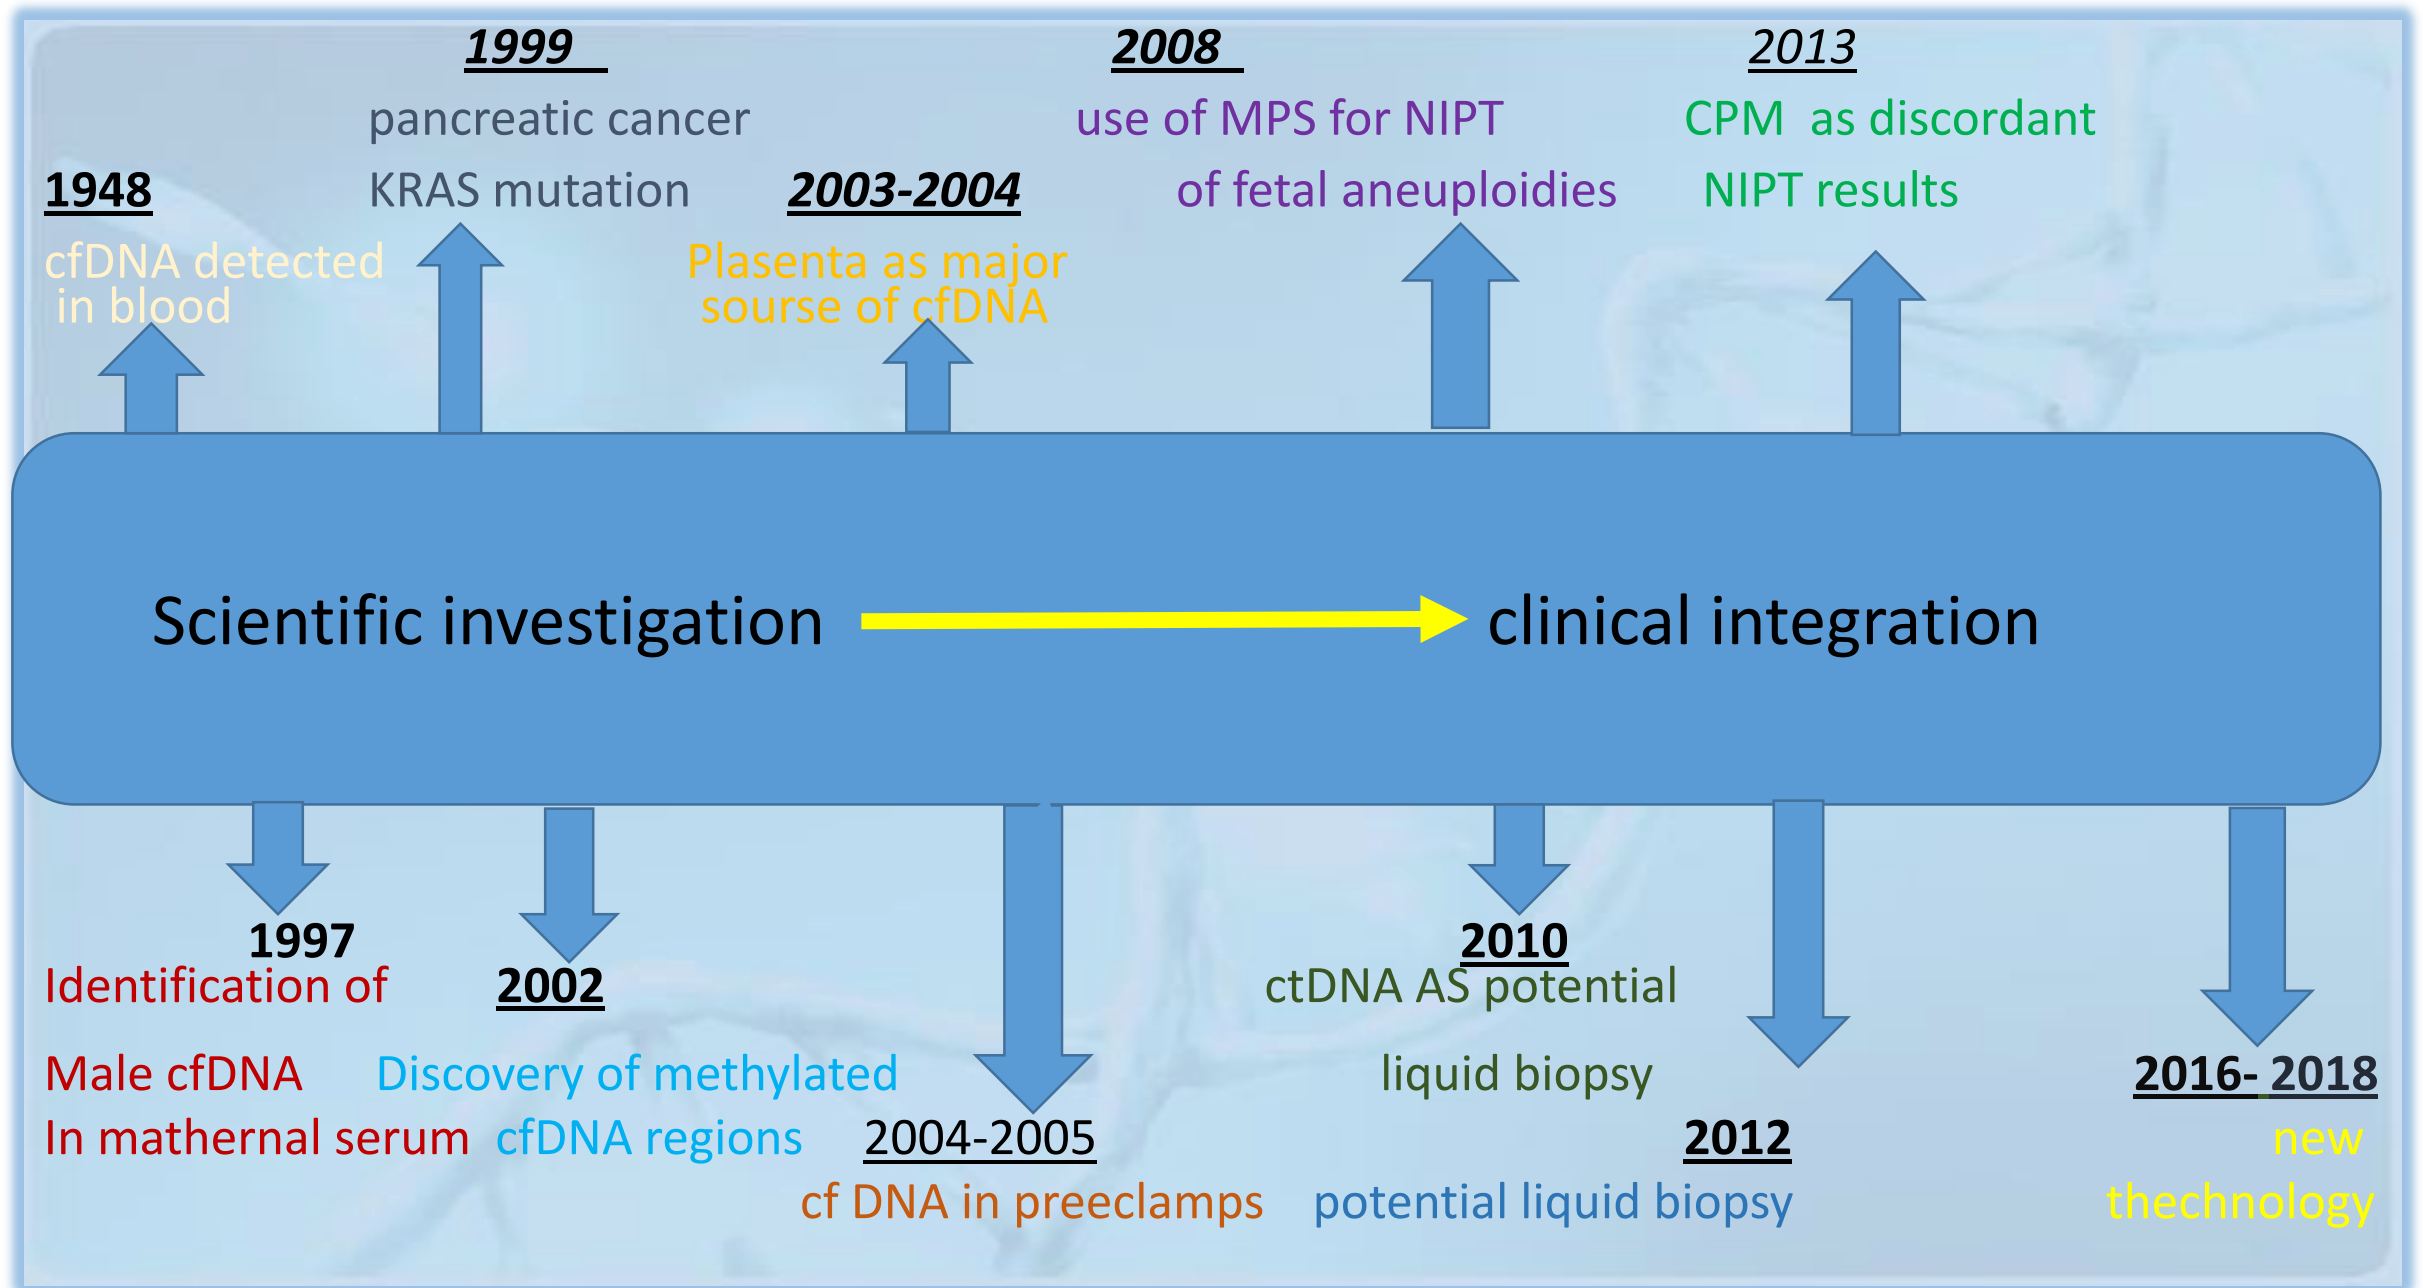 1999
pancreatic cancer
KRAS mutation
2008
use of MPS for NIPT
of fetal aneuploidies
2013
CPM as discordant
NIPT results
1948
cfDNA detected
in blood
2003-2004
Plasenta as major
sourse of cfDNA
Scientific investigation
clinical integration
1997
Identification of
Male cfDNA
In mathernal serum
2002
Discovery of methylated
cfDNA regions
2004-2005
cf DNA in preeclamps
2010
ctDNA AS potential
liquid biopsy
2012
potential liquid biopsy
2016- 2018
new
thechnology